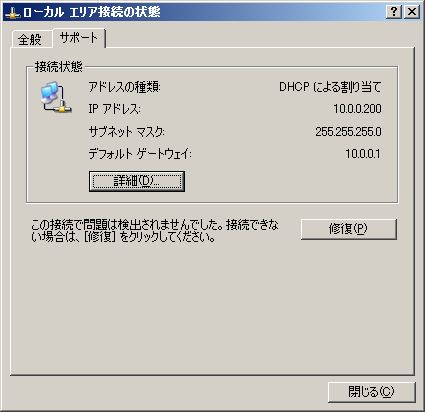 ローカル エリア接続の状態
全般
サポート
接続状態
アドレスの種類: DHCP による割り当て
IP アドレス: 10.0.0.200
サブネット マスク: 255.255.255.0
デフォルト ゲートウェイ: 10.0.0.1
詳細(D)...
この接続で問題は検出されませんでした。接続できな
い場合は、[修復] をクリックしてください。
修復(P)
閉じる(C)